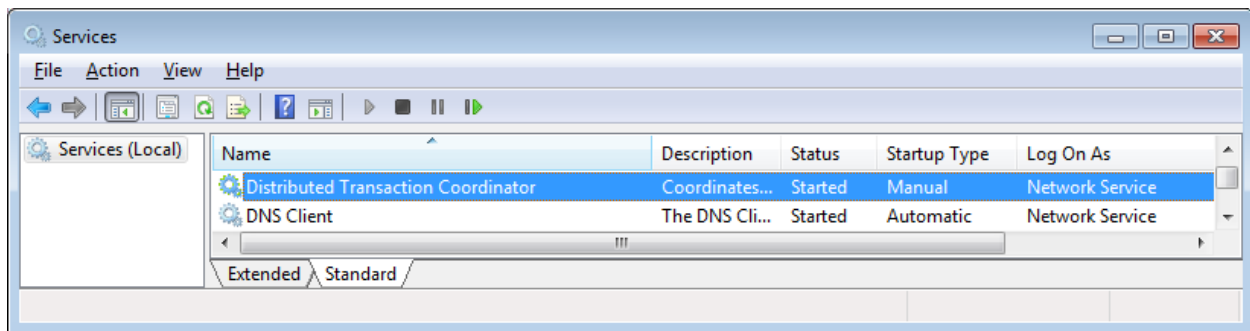 Services
File Action View Help
Services (Local)
Name Description Status Startup Type Log On As
Distributed Transaction Coordinator Coordinates... Started Manual Network Service
DNS Client The DNS Cli... Started Automatic Network Service
Extended Standard